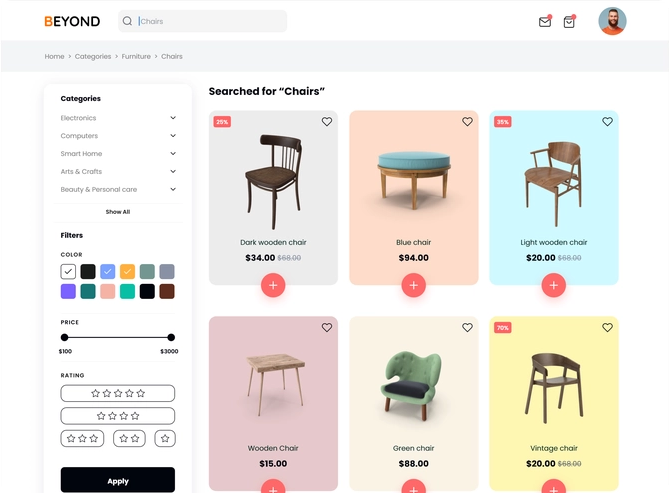 BEYOND
Chairs
Home > Categories > Furniture > Chairs
Categories
Electronics
Computers
Smart Home
Arts & Crafts
Beauty & Personal care
Show All
Filters
COLOR
PRICE
$100 $3000
RATING
Apply
Searched for “Chairs”
25%
Dark wooden chair
$34.00 $68.00
Blue chair
$94.00
35%
Light wooden chair
$20.00 $68.00
Wooden Chair
$15.00
Green chair
$88.00
70%
Vintage chair
$20.00 $68.00